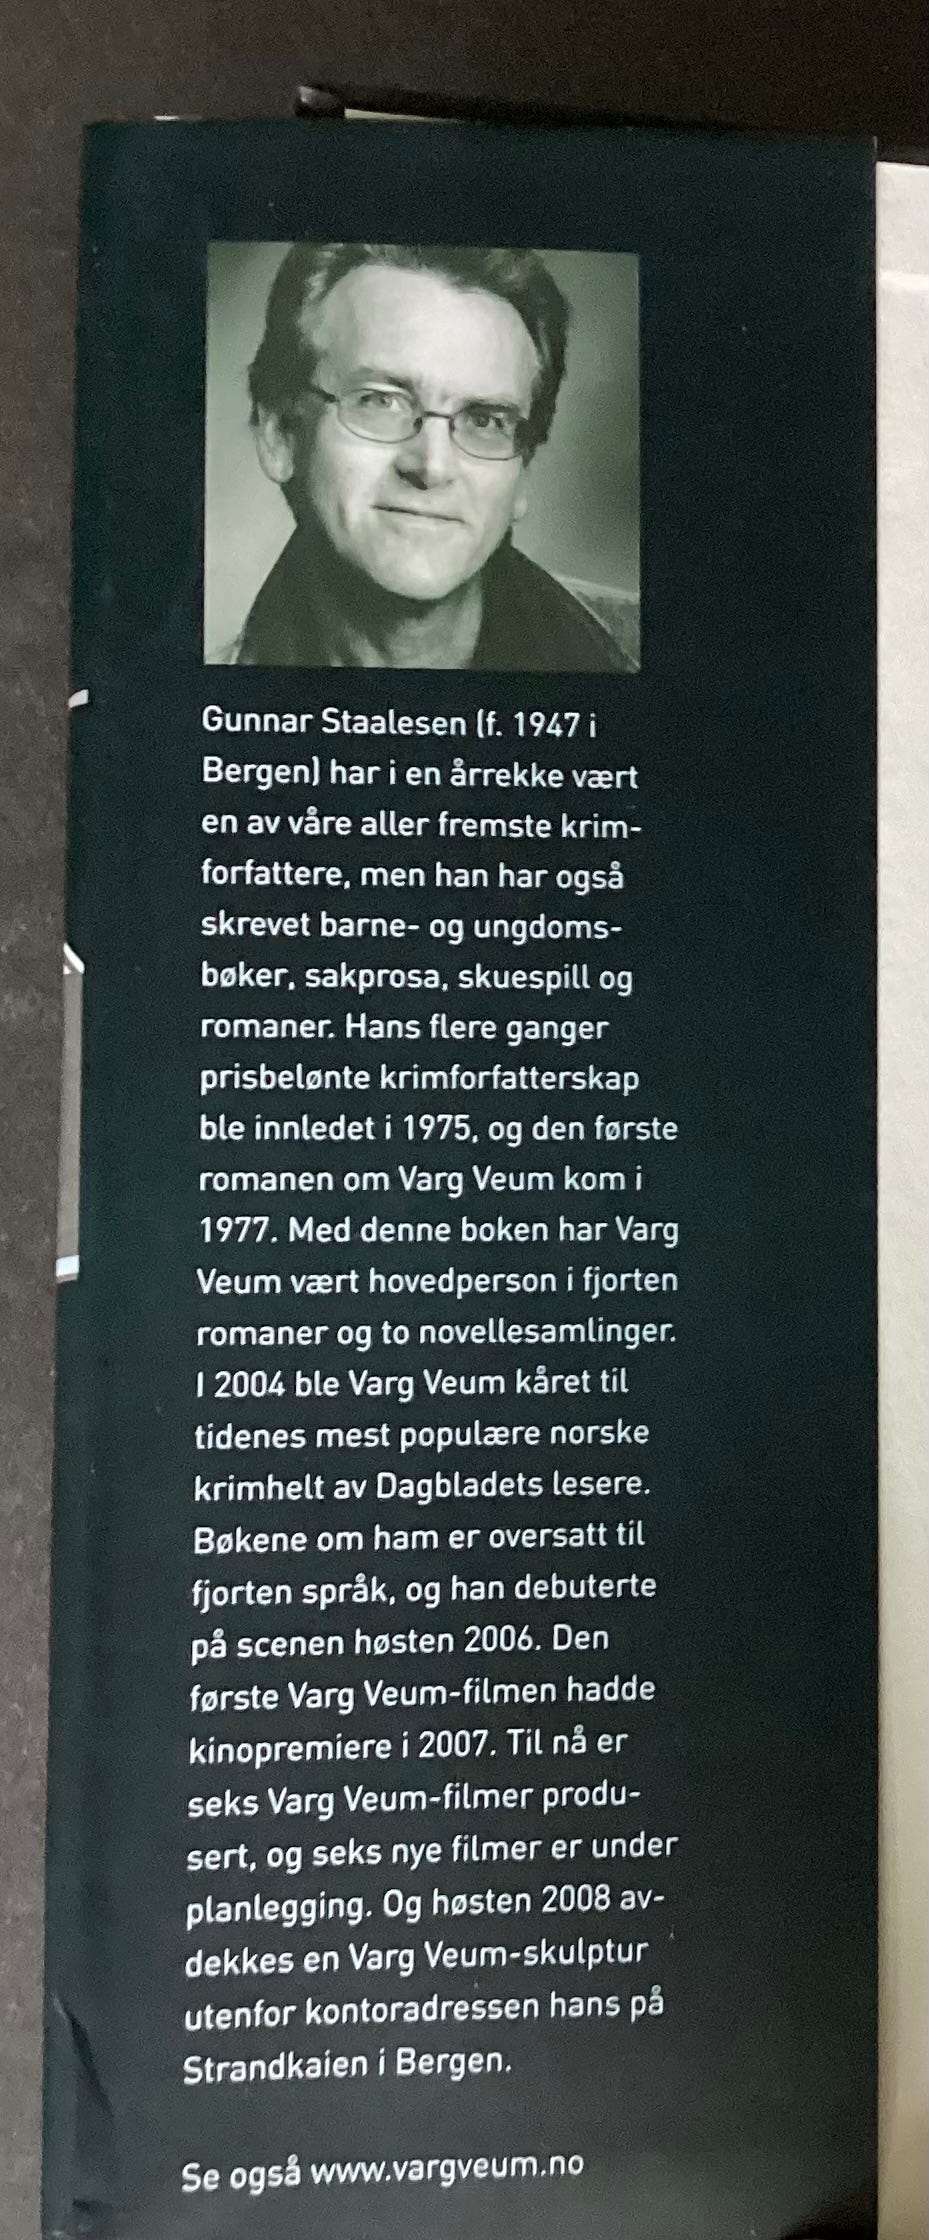 Gunnar Staalesen (f. 1947 i
Bergen) har i en årrekke vært
en av våre aller fremste krim-
forfattere, men han har også
skrevet barne- og ungdoms-
bøker, sakprosa, skuespill og
romaner. Hans flere ganger
prisbelønte krimforfatterskap
ble innledet i 1975, og den første
romanen om Varg Veum kom i
1977. Med denne boken har Varg
Veum vært hovedperson i fjorten
romaner og to novellesamlinger.
I 2004 ble Varg Veum kåret til
tidenes mest populære norske
krimhelt av Dagbladets lesere.
Bøkene om ham er oversatt til
fjorten språk, og han debuterte
på scenen høsten 2006. Den
første Varg Veum-filmen hadde
kinopremiere i 2007. Til nå er
seks Varg Veum-filmer produ-
sert, og seks nye filmer er under
planlegging. Og høsten 2008 av-
dekkes en Varg Veum-skulptur
utenfor kontoradressen hans på
Strandkaien i Bergen.
Se også www.vargveum.no